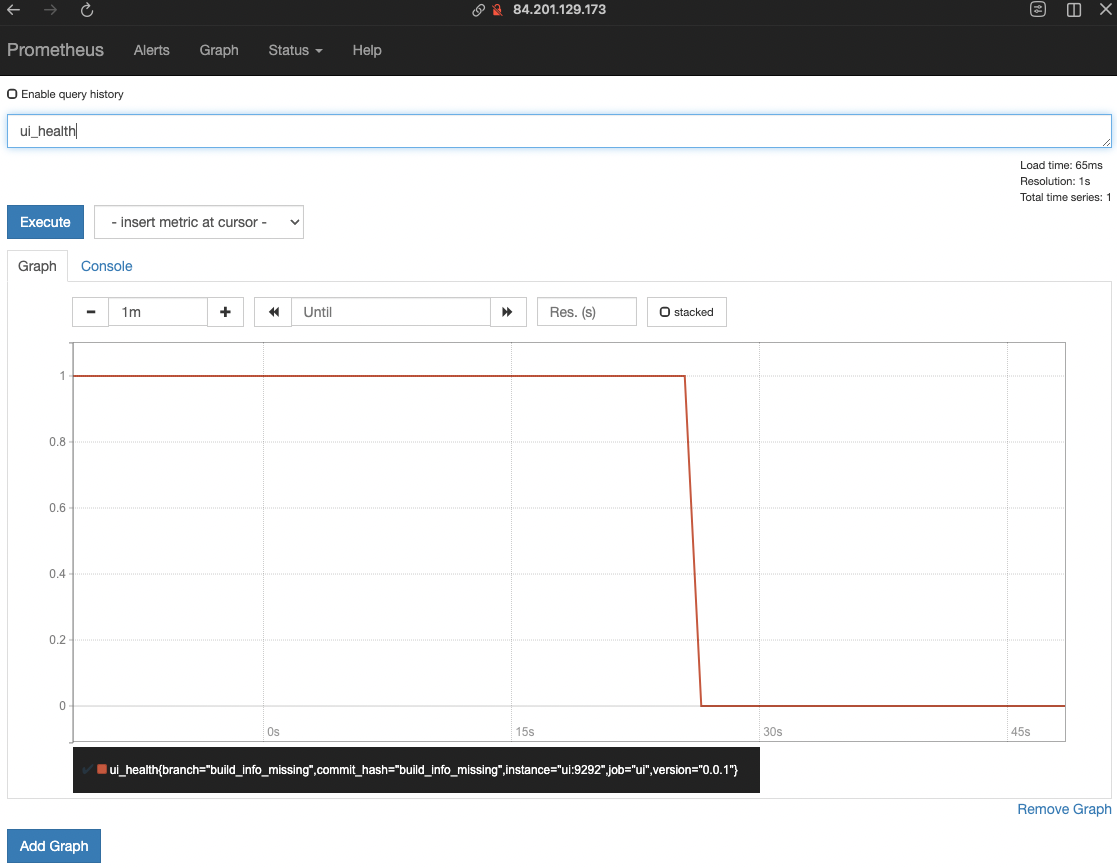 84.201.129.173
Prometheus Alerts Graph Status Help
Enable query history
ui_health
Load time: 65ms
Resolution: 1s
Total time series: 1
Execute - insert metric at cursor -
Graph Console
1m Until Res. (s) stacked
1
0.8
0.6
0.4
0.2
0
0s 15s 30s 45s
ui_health{branch="build_info_missing",commit_hash="build_info_missing",instance="ui:9292",job="ui",version="0.0.1"}
Remove Graph
Add Graph